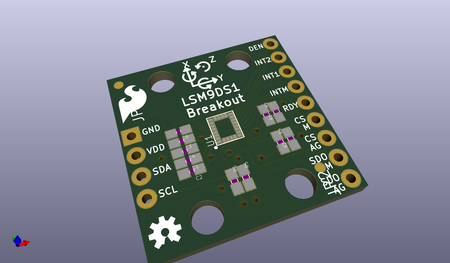 DEN
INT2
INT1
INTM
RDY
CS
M
CS
AG
SDO
M
SDO
AG
X
Z
Y
LSM9DS1
Breakout
GND
VDD
SDA
SCL